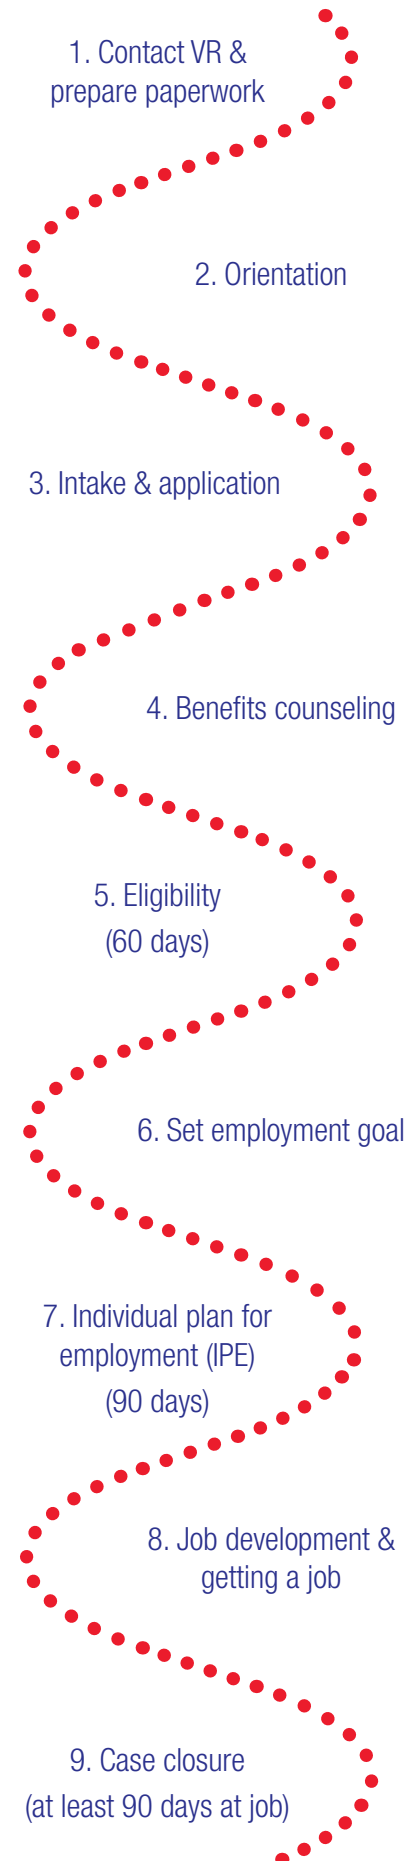 1. Contact VR &
prepare paperwork
2. Orientation
3. Intake & application
4. Benefits counseling
5. Eligibility
(60 days)
6. Set employment goal
7. Individual plan for
employment (IPE)
(90 days)
8. Job development &
getting a job
9. Case closure
(at least 90 days at job)